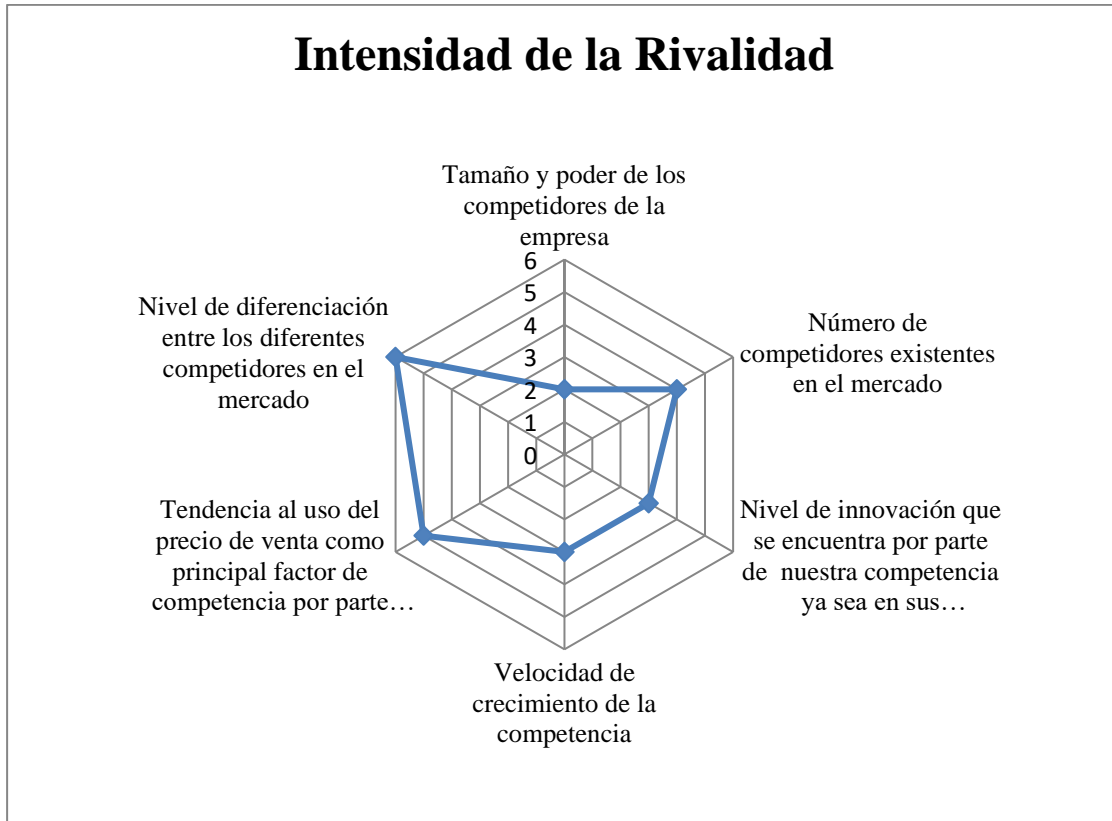 Intensidad de la Rivalidad
Tamaño y poder de los
competidores de la
empresa
Número de
competidores existentes
en el mercado
Nivel de innovación que
se encuentra por parte
de  nuestra competencia
ya sea en sus…
Velocidad de
crecimiento de la
competencia
Tendencia al uso del
precio de venta como
principal factor de
competencia por parte…
Nivel de diferenciación
entre los diferentes
competidores en el
mercado
6
5
4
3
2
1
0